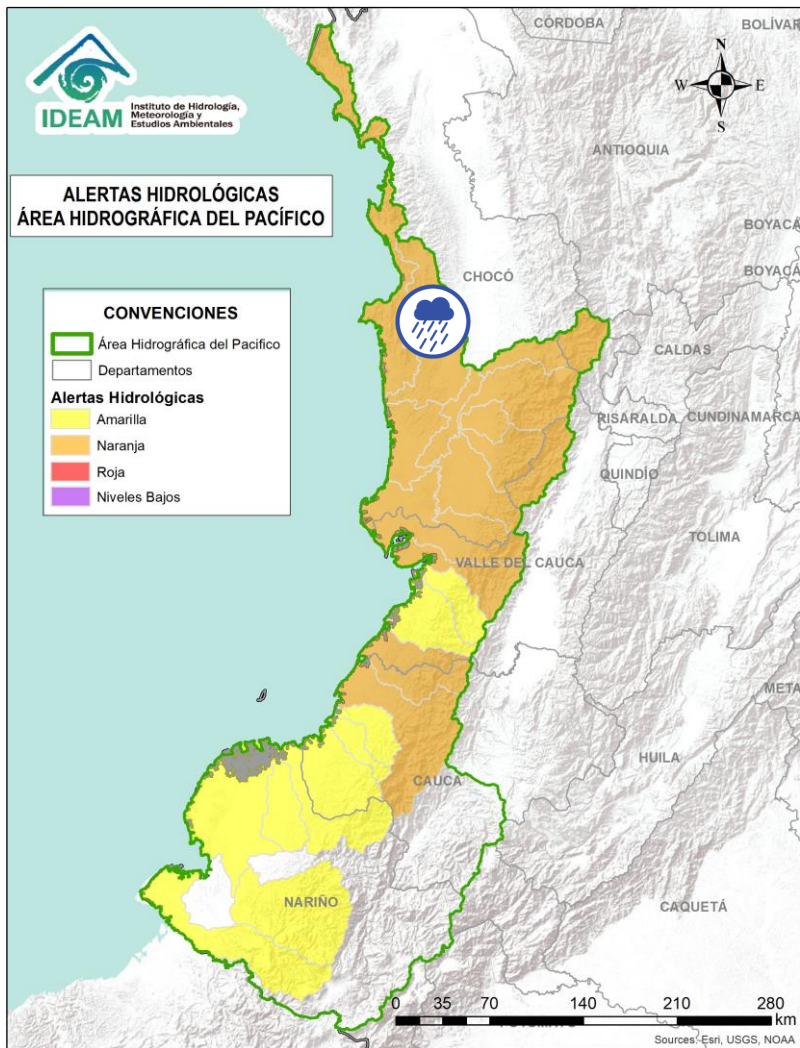 CÓRDOBA
BOLÍVAR
IDEAM
Instituto de Hidrología,
Meteorología y
Estudios Ambientales
N
W
E
S
ANTIOQUIA
ALERTAS HIDROLÓGICAS
ÁREA HIDROGRÁFICA DEL PACÍFICO
BOYACÁ
BOYACÁ
CHOCÓ
CONVENCIONES
Área Hidrográfica del Pacifico
Departamentos
Alertas Hidrológicas
Amarilla
Naranja
Roja
Niveles Bajos
CALDAS
RISARALDA
CUNDINAMARCA
QUINDÍO
TOLIMA
VALLE DEL CAUCA
META
HUILA
CAUCA
NARIÑO
CAQUETÁ
0 35 70 140 210 280
km
Sources: Esri, USGS, NOAA